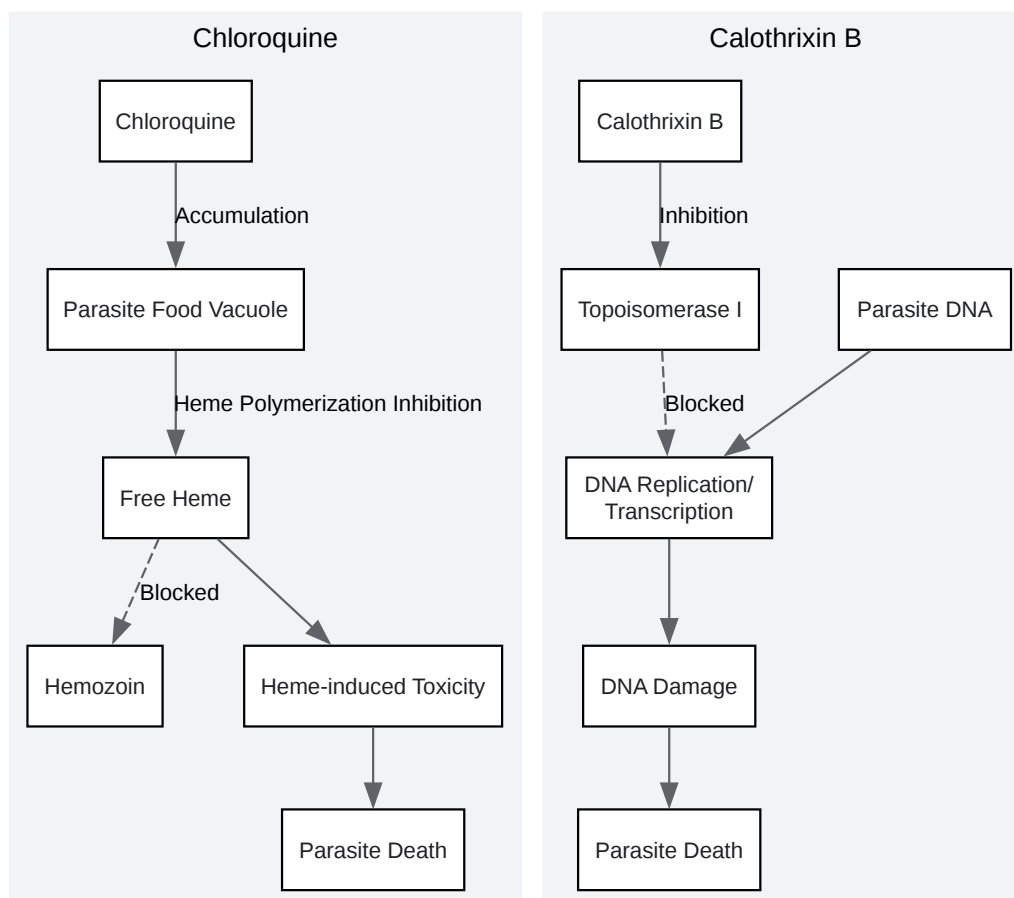 Chloroquine
Chloroquine
Accumulation
Parasite Food Vacuole
Heme Polymerization Inhibition
Free Heme
Blocked
Hemozoin
Heme-induced Toxicity
Parasite Death
Calothrixin B
Calothrixin B
Inhibition
Topoisomerase I
Parasite DNA
Blocked
DNA Replication/
Transcription
DNA Damage
Parasite Death